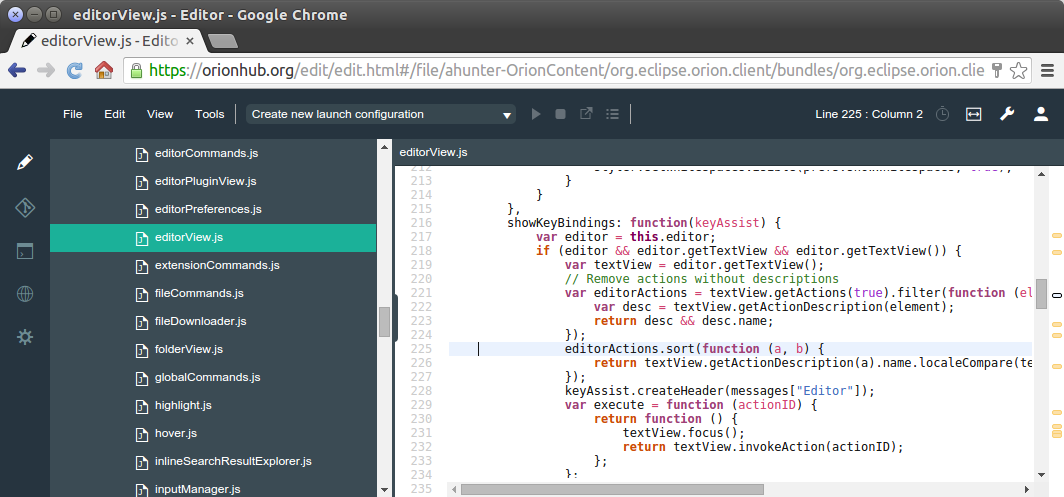 editorView.js - Editor - Google Chrome
editorView.js - Edito
https://orionhub.org/edit/edit.html#/file/ahunter-OrionContent/org.eclipse.orion.client/bundles/org.eclipse.orion.clie
File Edit View Tools Create new launch configuration Line 225 : Column 2
editorCommands.js
editorPluginView.js
editorPreferences.js
editorView.js
extensionCommands.js
fileCommands.js
fileDownloader.js
folderView.js
globalCommands.js
highlight.js
hover.js
inlineSearchResultExplorer.js
inputManager.js
editorView.js
212
213 }
214 }
215 },
216 showKeyBindings: function(keyAssist) {
217 var editor = this.editor;
218 if (editor && editor.getTextView && editor.getTextView()) {
219 var textView = editor.getTextView();
220 // Remove actions without descriptions
221 var editorActions = textView.getActions(true).filter(function (el
222 var desc = textView.getActionDescription(element);
223 return desc && desc.name;
224 });
225 editorActions.sort(function (a, b) {
226 return textView.getActionDescription(a).name.localeCompare(te
227 });
228 keyAssist.createHeader(messages["Editor"]);
229 var execute = function (actionID) {
230 return function () {
231 textView.focus();
232 return textView.invokeAction(actionID);
233 };
234 };
235